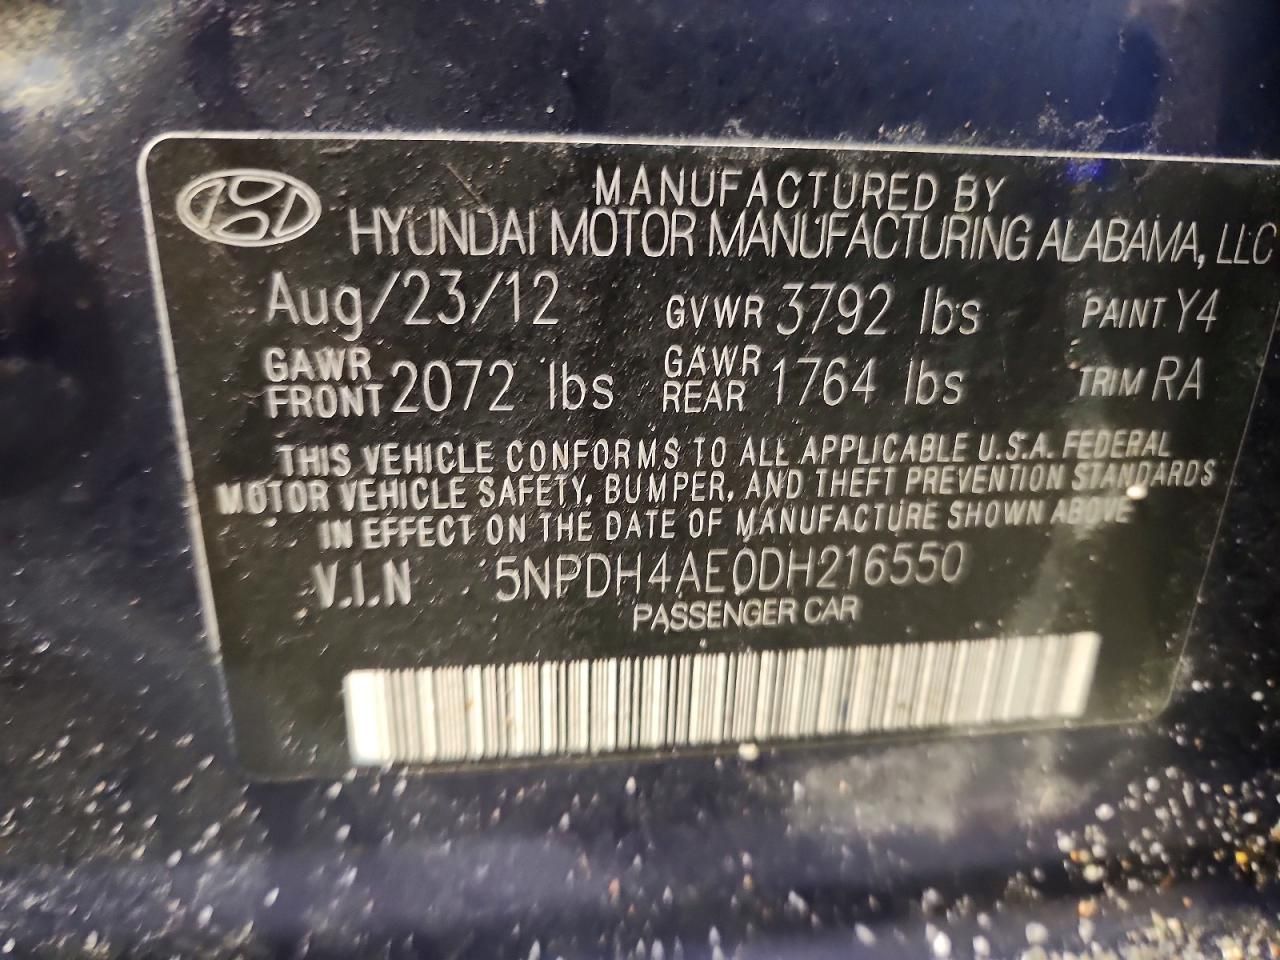 MANUFACTURED BY
HYUNDAI MOTOR MANUFACTURING ALABAMA, LLC
Aug/23/12 GVWR 3792 lbs PAINT Y4
GAWR FRONT 2072 lbs GAWR REAR 1764 lbs TRIM RA
THIS VEHICLE CONFORMS TO ALL APPLICABLE U.S.A. FEDERAL
MOTOR VEHICLE SAFETY, BUMPER, AND THEFT PREVENTION STANDARDS
IN EFFECT ON THE DATE OF MANUFACTURE SHOWN ABOVE
V.I.N 5NPDH4AE0DH216550
PASSENGER CAR